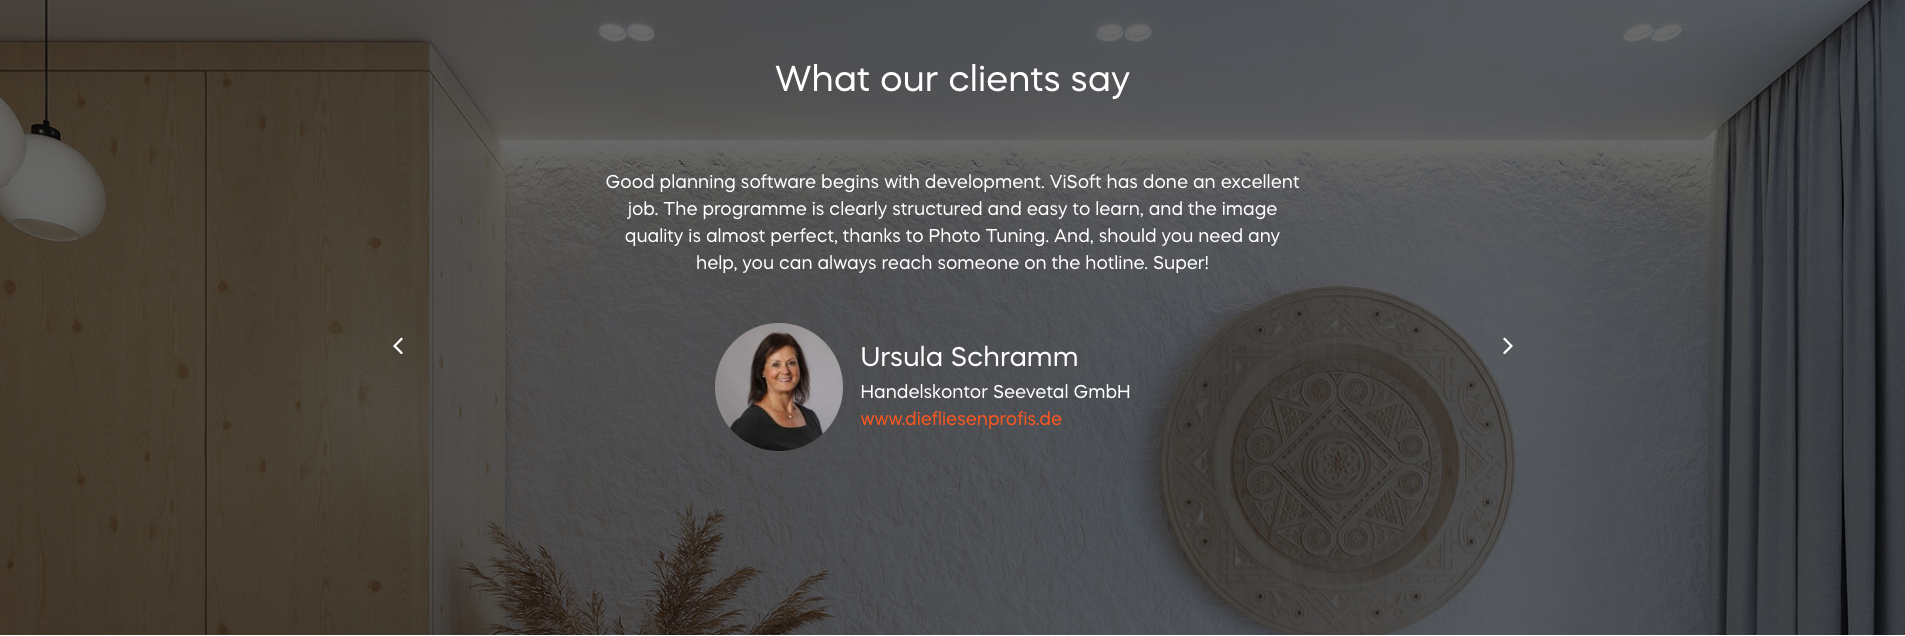 What our clients say
Good planning software begins with development. ViSoft has done an excellent
job. The programme is clearly structured and easy to learn, and the image
quality is almost perfect, thanks to Photo Tuning. And, should you need any
help, you can always reach someone on the hotline. Super!
Ursula Schramm
Handelskontor Seevetal GmbH
www.diefliesenprofis.de